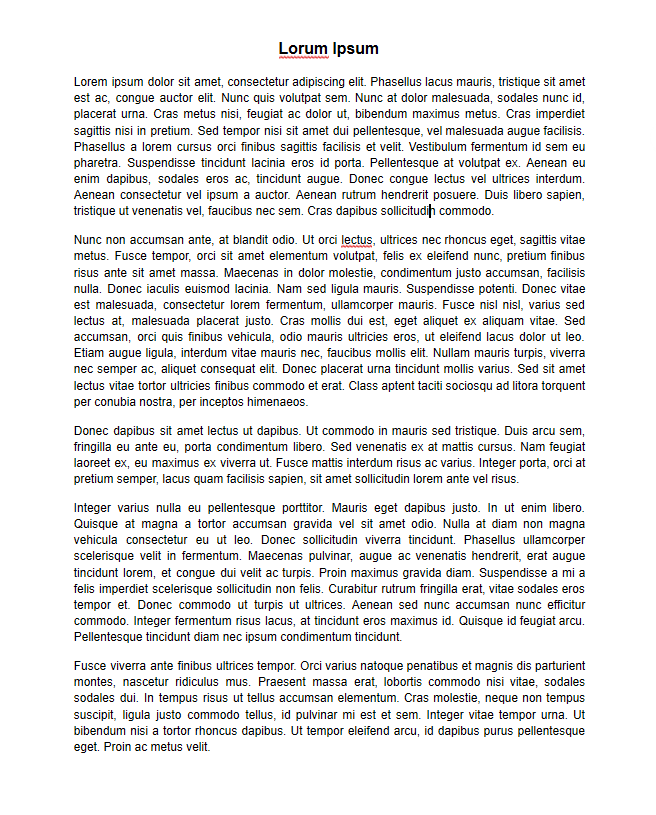 Lorum Ipsum
Lorem ipsum dolor sit amet, consectetur adipiscing elit. Phasellus lacus mauris, tristique sit amet
est ac, congue auctor elit. Nunc quis volutpat sem. Nunc at dolor malesuada, sodales nunc id,
placerat urna. Cras metus nisi, feugiat ac dolor ut, bibendum maximus metus. Cras imperdiet
sagittis nisi in pretium. Sed tempor nisi sit amet dui pellentesque, vel malesuada augue facilisis.
Phasellus a lorem cursus orci finibus sagittis facilisis et velit. Vestibulum fermentum id sem eu
pharetra. Suspendisse tincidunt lacinia eros id porta. Pellentesque at volutpat ex. Aenean eu
enim dapibus, sodales eros ac, tincidunt augue. Donec congue lectus vel ultrices interdum.
Aenean consectetur vel ipsum a auctor. Aenean rutrum hendrerit posuere. Duis libero sapien,
tristique ut venenatis vel, faucibus nec sem. Cras dapibus sollicitudin commodo.
Nunc non accumsan ante, at blandit odio. Ut orci lectus, ultrices nec rhoncus eget, sagittis vitae
metus. Fusce tempor, orci sit amet elementum volutpat, felis ex eleifend nunc, pretium finibus
risus ante sit amet massa. Maecenas in dolor molestie, condimentum justo accumsan, facilisis
nulla. Donec iaculis euismod lacinia. Nam sed ligula mauris. Suspendisse potenti. Donec vitae
est malesuada, consectetur lorem fermentum, ullamcorper mauris. Fusce nisl nisl, varius sed
lectus at, malesuada placerat justo. Cras mollis dui est, eget aliquet ex aliquam vitae. Sed
accumsan, orci quis finibus vehicula, odio mauris ultricies eros, ut eleifend lacus dolor ut leo.
Etiam augue ligula, interdum vitae mauris nec, faucibus mollis elit. Nullam mauris turpis, viverra
nec semper ac, aliquet consequat elit. Donec placerat urna tincidunt mollis varius. Sed sit amet
lectus vitae tortor ultricies finibus commodo et erat. Class aptent taciti sociosqu ad litora torquent
per conubia nostra, per inceptos himenaeos.
Donec dapibus sit amet lectus ut dapibus. Ut commodo in mauris sed tristique. Duis arcu sem,
fringilla eu ante eu, porta condimentum libero. Sed venenatis ex at mattis cursus. Nam feugiat
laoreet ex, eu maximus ex viverra ut. Fusce mattis interdum risus ac varius. Integer porta, orci at
pretium semper, lacus quam facilisis sapien, sit amet sollicitudin lorem ante vel risus.
Integer varius nulla eu pellentesque porttitor. Mauris eget dapibus justo. In ut enim libero.
Quisque at magna a tortor accumsan gravida vel sit amet odio. Nulla at diam non magna
vehicula consectetur eu ut leo. Donec sollicitudin viverra tincidunt. Phasellus ullamcorper
scelerisque velit in fermentum. Maecenas pulvinar, augue ac venenatis hendrerit, erat augue
tincidunt lorem, et congue dui velit ac turpis. Proin maximus gravida diam. Suspendisse a mi a
felis imperdiet scelerisque sollicitudin non felis. Curabitur rutrum fringilla erat, vitae sodales eros
tempor et. Donec commodo ut turpis ut ultrices. Aenean sed nunc accumsan nunc efficitur
commodo. Integer fermentum risus lacus, at tincidunt eros maximus id. Quisque id feugiat arcu.
Pellentesque tincidunt diam nec ipsum condimentum tincidunt.
Fusce viverra ante finibus ultrices tempor. Orci varius natoque penatibus et magnis dis parturient
montes, nascetur ridiculus mus. Praesent massa erat, lobortis commodo nisi vitae, sodales
sodales dui. In tempus risus ut tellus accumsan elementum. Cras molestie, neque non tempus
suscipit, ligula justo commodo tellus, id pulvinar mi est et sem. Integer vitae tempor urna. Ut
bibendum nisi a tortor rhoncus dapibus. Ut tempor eleifend arcu, id dapibus purus pellentesque
eget. Proin ac metus velit.